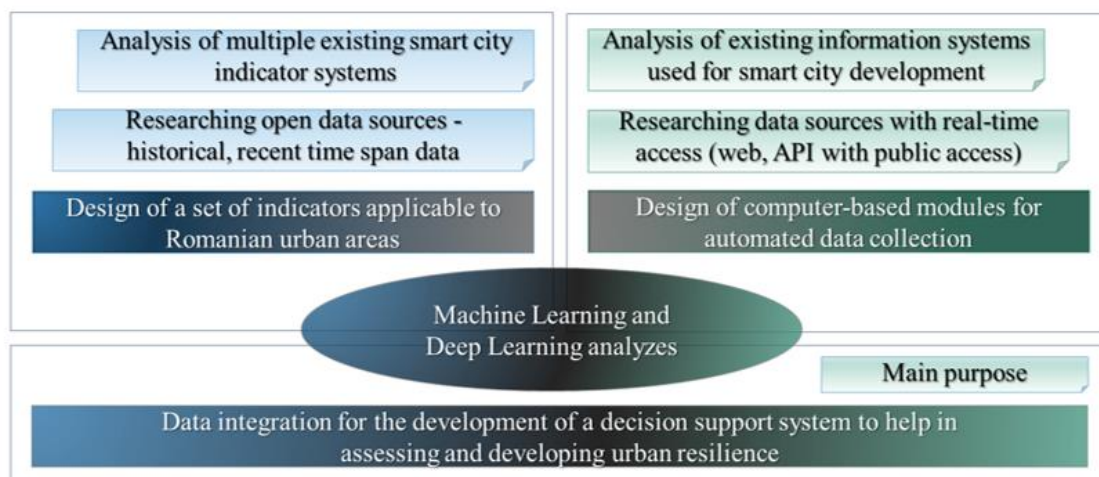 Analysis of multiple existing smart city
indicator systems
Researching open data sources -
historical, recent time span data
Design of a set of indicators applicable to
Romanian urban areas
Analysis of existing information systems
used for smart city development
Researching data sources with real-time
access (web, API with public access)
Design of computer-based modules for
automated data collection
Machine Learning and
Deep Learning analyzes
Main purpose
Data integration for the development of a decision support system to help in
assessing and developing urban resilience